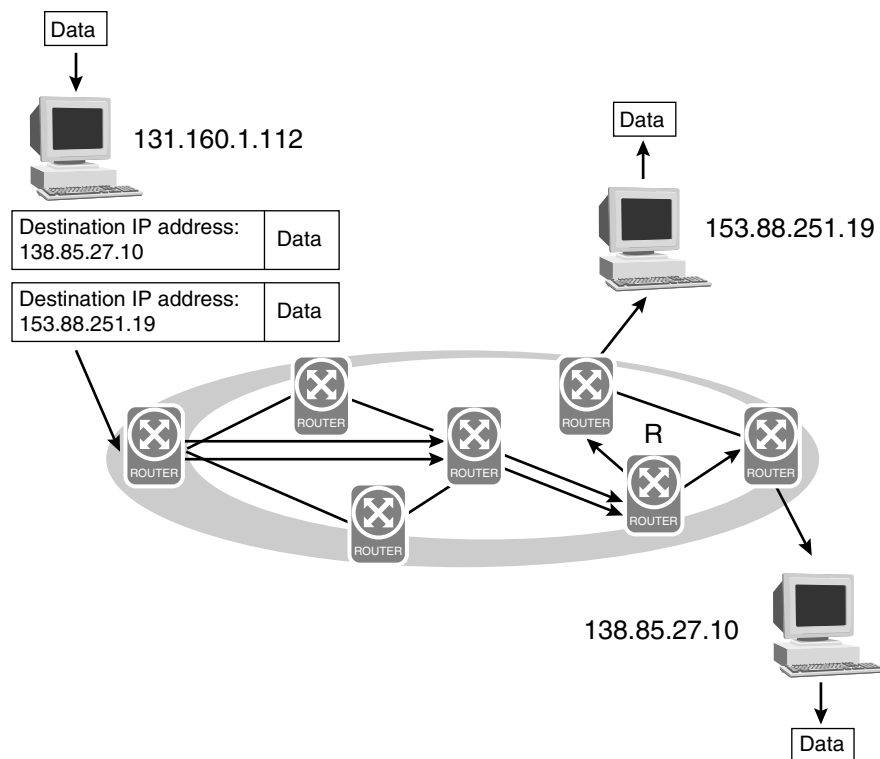 Data
131.160.1.112
Data
153.88.251.19
Destination IP address:
138.85.27.10
Data
Destination IP address:
153.88.251.19
Data
ROUTER
ROUTER
R
ROUTER
ROUTER
ROUTER
ROUTER
ROUTER
138.85.27.10
Data